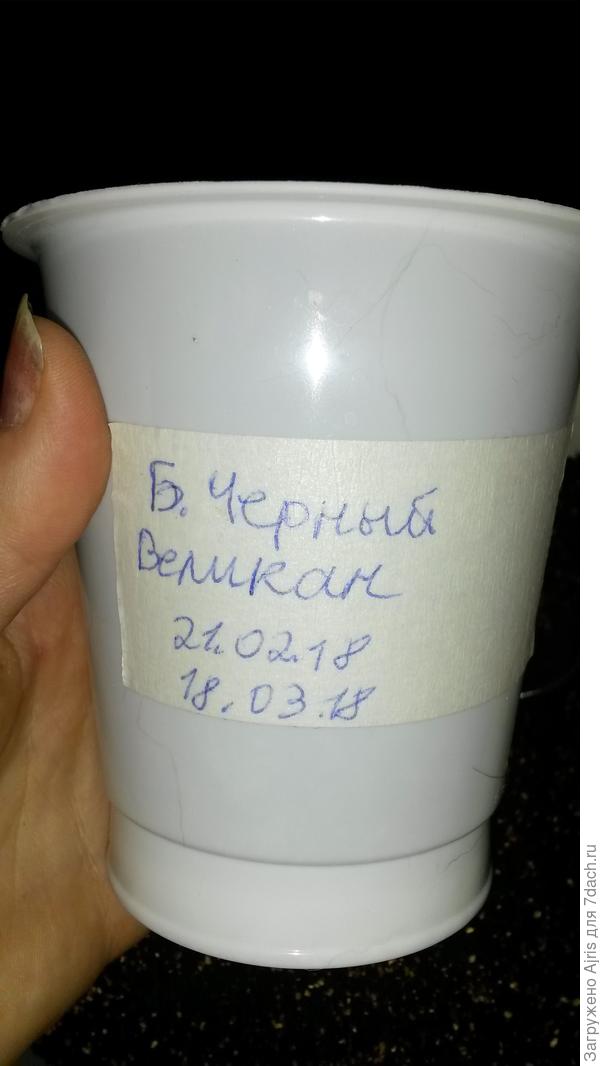 Б. Черный
Великан
21.02.18
18.03.18
Загружено Ajris для 7dach.ru